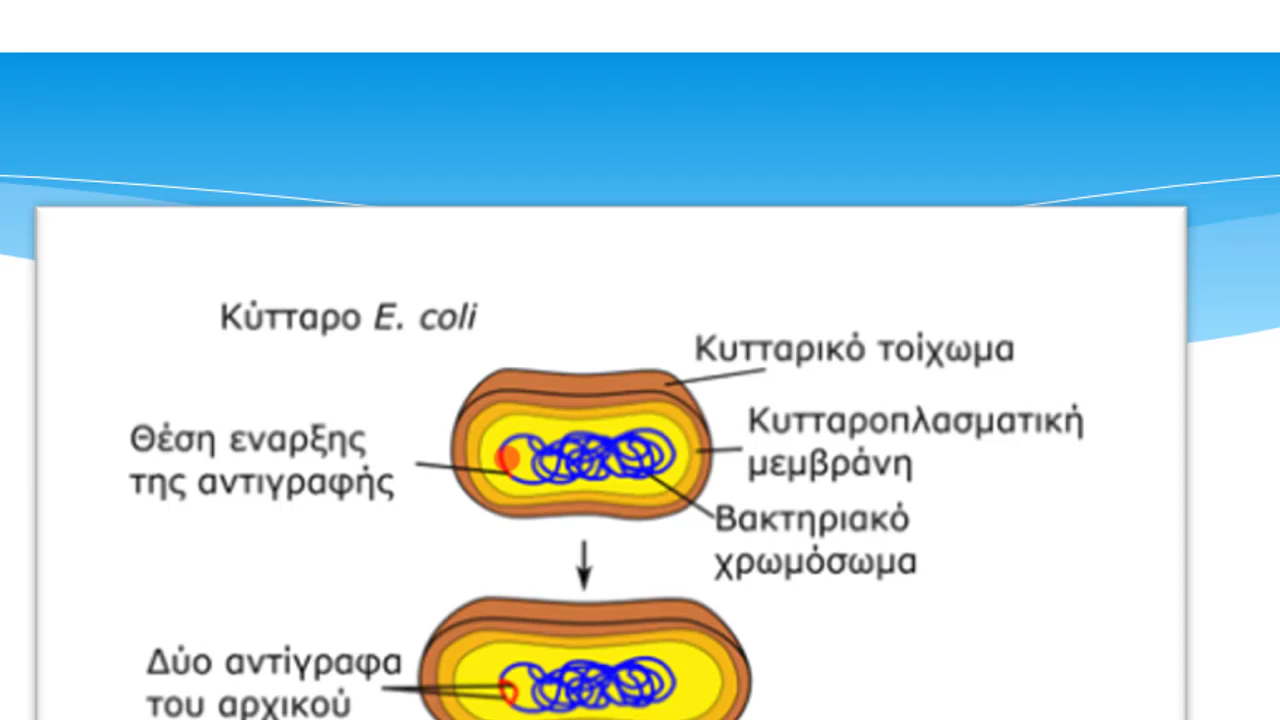 Κύτταρο E. coli
Κυτταρικό τοίχωμα
Θέση εναρξης
της αντιγραφής
Κυτταροπλασματική
μεμβράνη
Βακτηριακό
χρωμόσωμα
Δύο αντίγραφα
του αρχικού